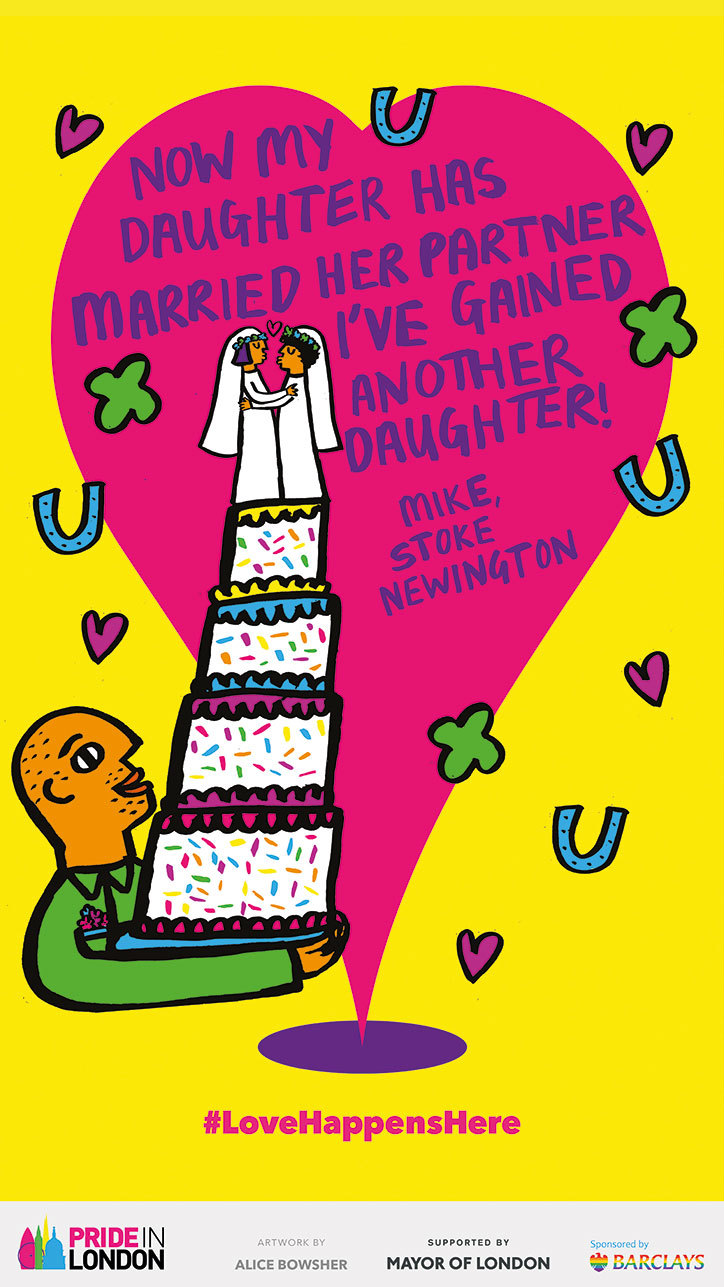 NOW MY
DAUGHTER HAS
MARRIED HER PARTNER
I'VE GAINED
ANOTHER
DAUGHTER!
MIKE,
STOKE
NEWINGTON
#LoveHappensHere
PRIDE IN
LONDON
ARTWORK BY
ALICE BOWSHER
SUPPORTED BY
MAYOR OF LONDON
Sponsored by
BARCLAYS